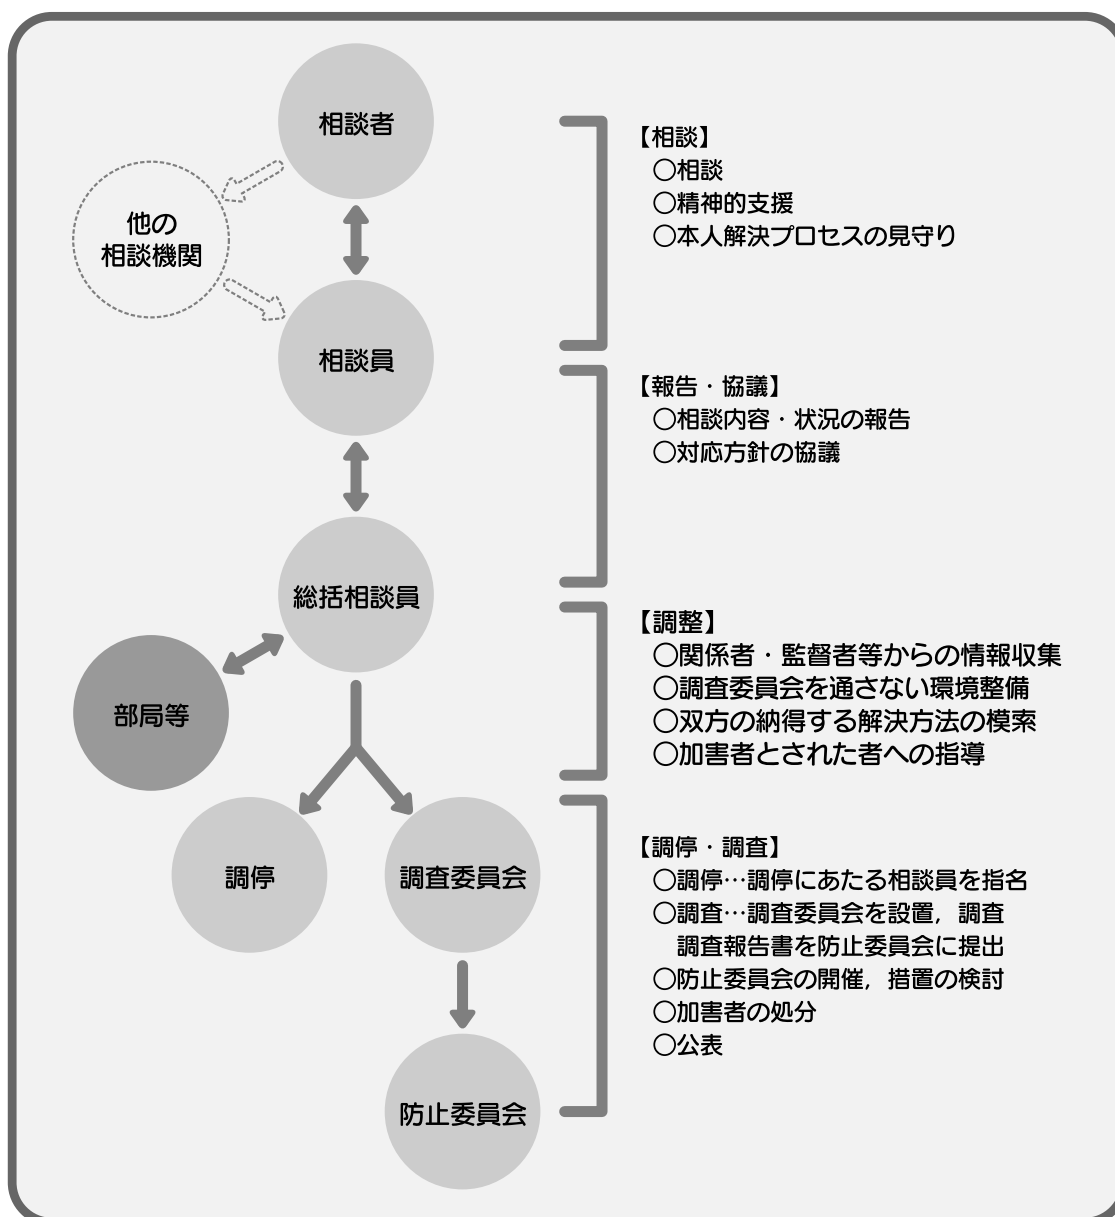 相談者
他の
相談機関
相談員
総括相談員
部局等
調停
調査委員会
防止委員会
【相談】
○相談
○精神的支援
○本人解決プロセスの見守り
【報告・協議】
○相談内容・状況の報告
○対応方針の協議
【調整】
○関係者・監督者等からの情報収集
○調査委員会を通さない環境整備
○双方の納得する解決方法の模索
○加害者とされた者への指導
【調停・調査】
○調停…調停にあたる相談員を指名
○調査…調査委員会を設置，調査
調査報告書を防止委員会に提出
○防止委員会の開催，措置の検討
○加害者の処分
○公表